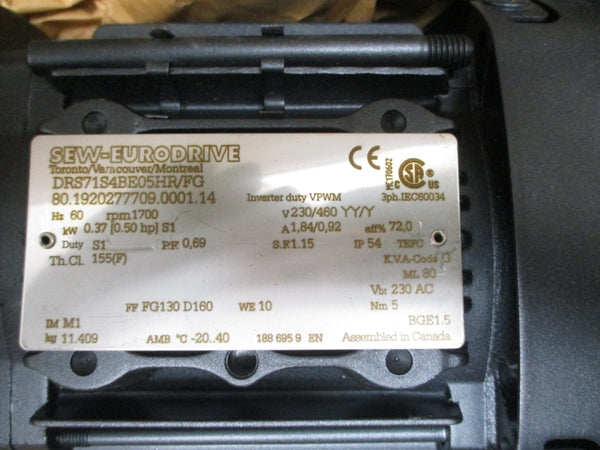 SEW-EURODRIVE
Toronto/Vancouver/Montreal
DRS71S4BE05HR/FG
80.1920277709.0001.14 Inverter duty VPWM 3ph.IEC60034
CE MC1TR602 CSA C US
Hz 60 rpm 1700 V 230/460 YY/Y
kW 0.37 [0.50 hp] S1 A 1,84/0,92 eff% 72,0
Duty S1 P.F. 0,69 S.F.1.15 IP 54 TEFC
Th.Cl. 155(F) K.V.A-Code G
ML 80
Vbr 230 AC
FF FG130 D160 WE 10 Nm 5
IM M1 BGE1.5
kg 11.409 AMB °C -20..40 188 695 9 EN Assembled in Canada